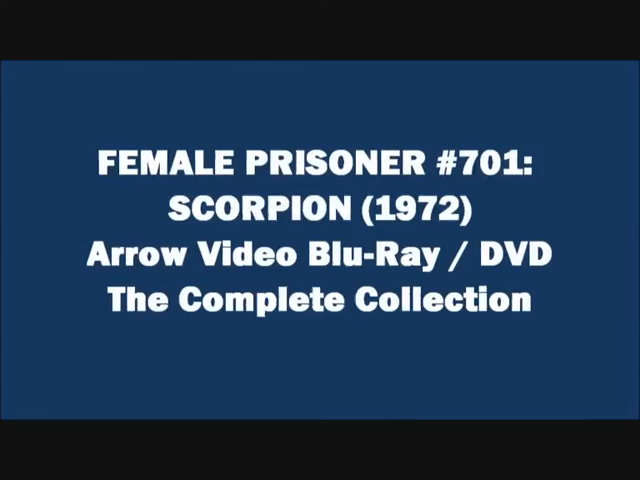 FEMALE PRISONER #701:
SCORPION (1972)
Arrow Video Blu-Ray / DVD
The Complete Collection